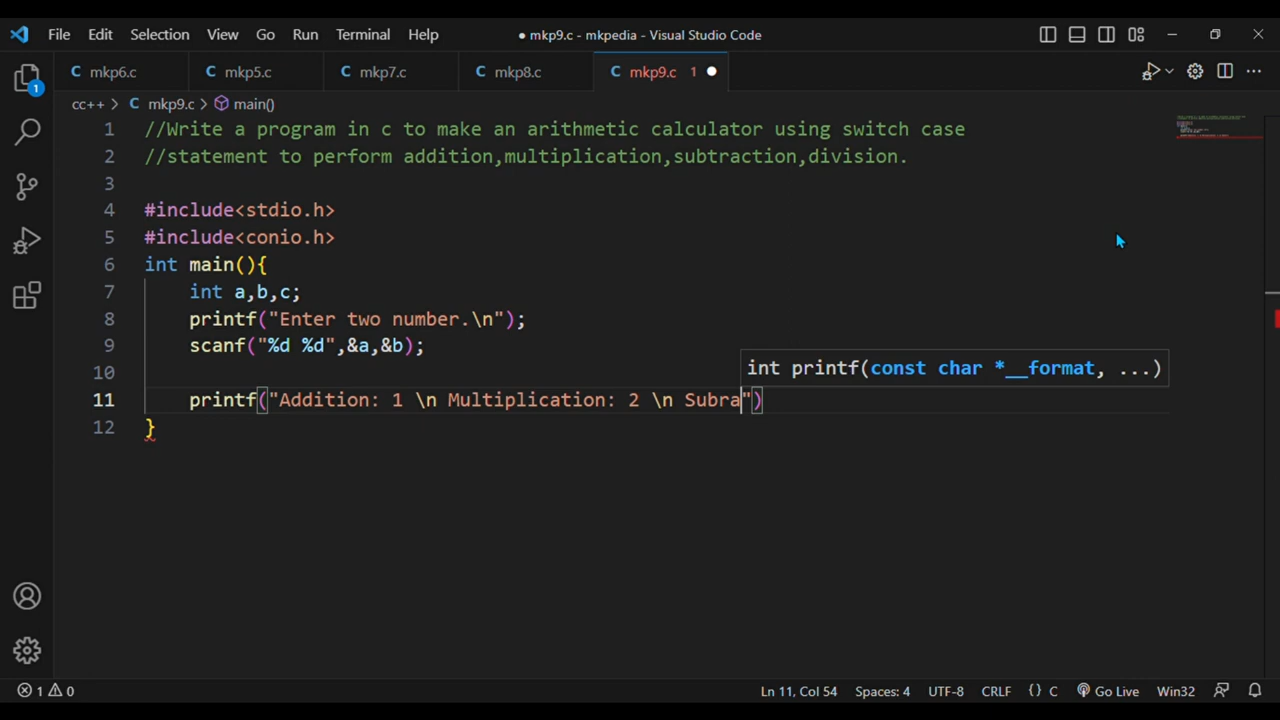 File Edit Selection View Go Run Terminal Help ● mkp9.c - mkpedia - Visual Studio Code
C mkp6.c C mkp5.c C mkp7.c C mkp8.c C mkp9.c 1 ●
1
cc++ > C mkp9.c > main()
1 //Write a program in c to make an arithmetic calculator using switch case
2 //statement to perform addition,multiplication,subtraction,division.
3
4 #include<stdio.h>
5 #include<conio.h>
6 int main(){
7 int a,b,c;
8 printf("Enter two number.\n");
9 scanf("%d %d",&a,&b);
int printf(const char *__format, ...)
10
11 printf("Addition: 1 \n Multiplication: 2 \n Subra")
12 }
1 0 Ln 11, Col 54 Spaces: 4 UTF-8 CRLF {} C Go Live Win32